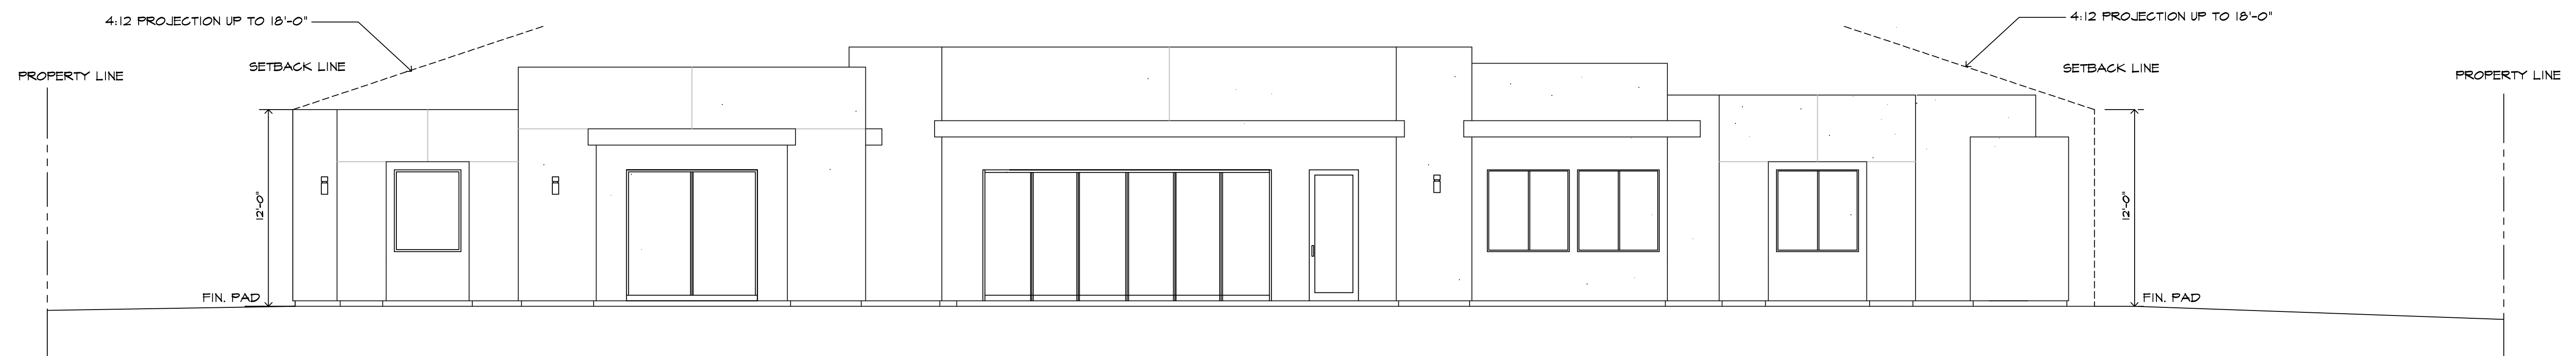 4:12 PROJECTION UP TO 18'-0"
4:12 PROJECTION UP TO 18'-0"
SETBACK LINE
SETBACK LINE
PROPERTY LINE
PROPERTY LINE
12'-0"
12'-0"
FIN. PAD
FIN. PAD